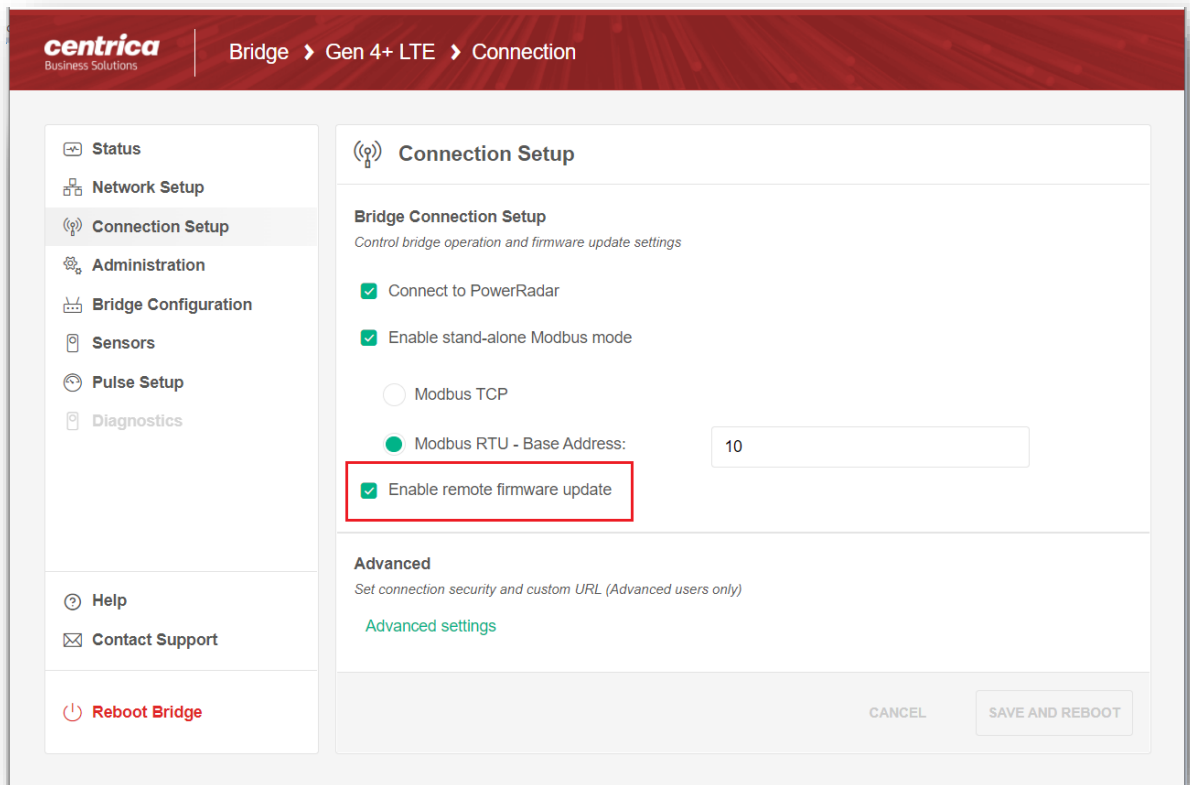 centrica
Business Solutions
Bridge > Gen 4+ LTE > Connection
Status
Network Setup
Connection Setup
Administration
Bridge Configuration
Sensors
Pulse Setup
Diagnostics
Help
Contact Support
Reboot Bridge
Connection Setup
Bridge Connection Setup
Control bridge operation and firmware update settings
Connect to PowerRadar
Enable stand-alone Modbus mode
Modbus TCP
Modbus RTU - Base Address: 10
Enable remote firmware update
Advanced
Set connection security and custom URL (Advanced users only)
Advanced settings
CANCEL SAVE AND REBOOT